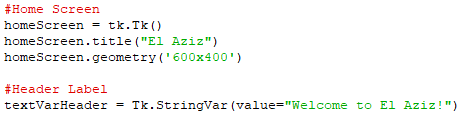 #Home Screen
homeScreen = tk.Tk()
homeScreen.title("El Aziz")
homeScreen.geometry('600x400')

#Header Label
textVarHeader = Tk.StringVar(value="Welcome to El Aziz!")